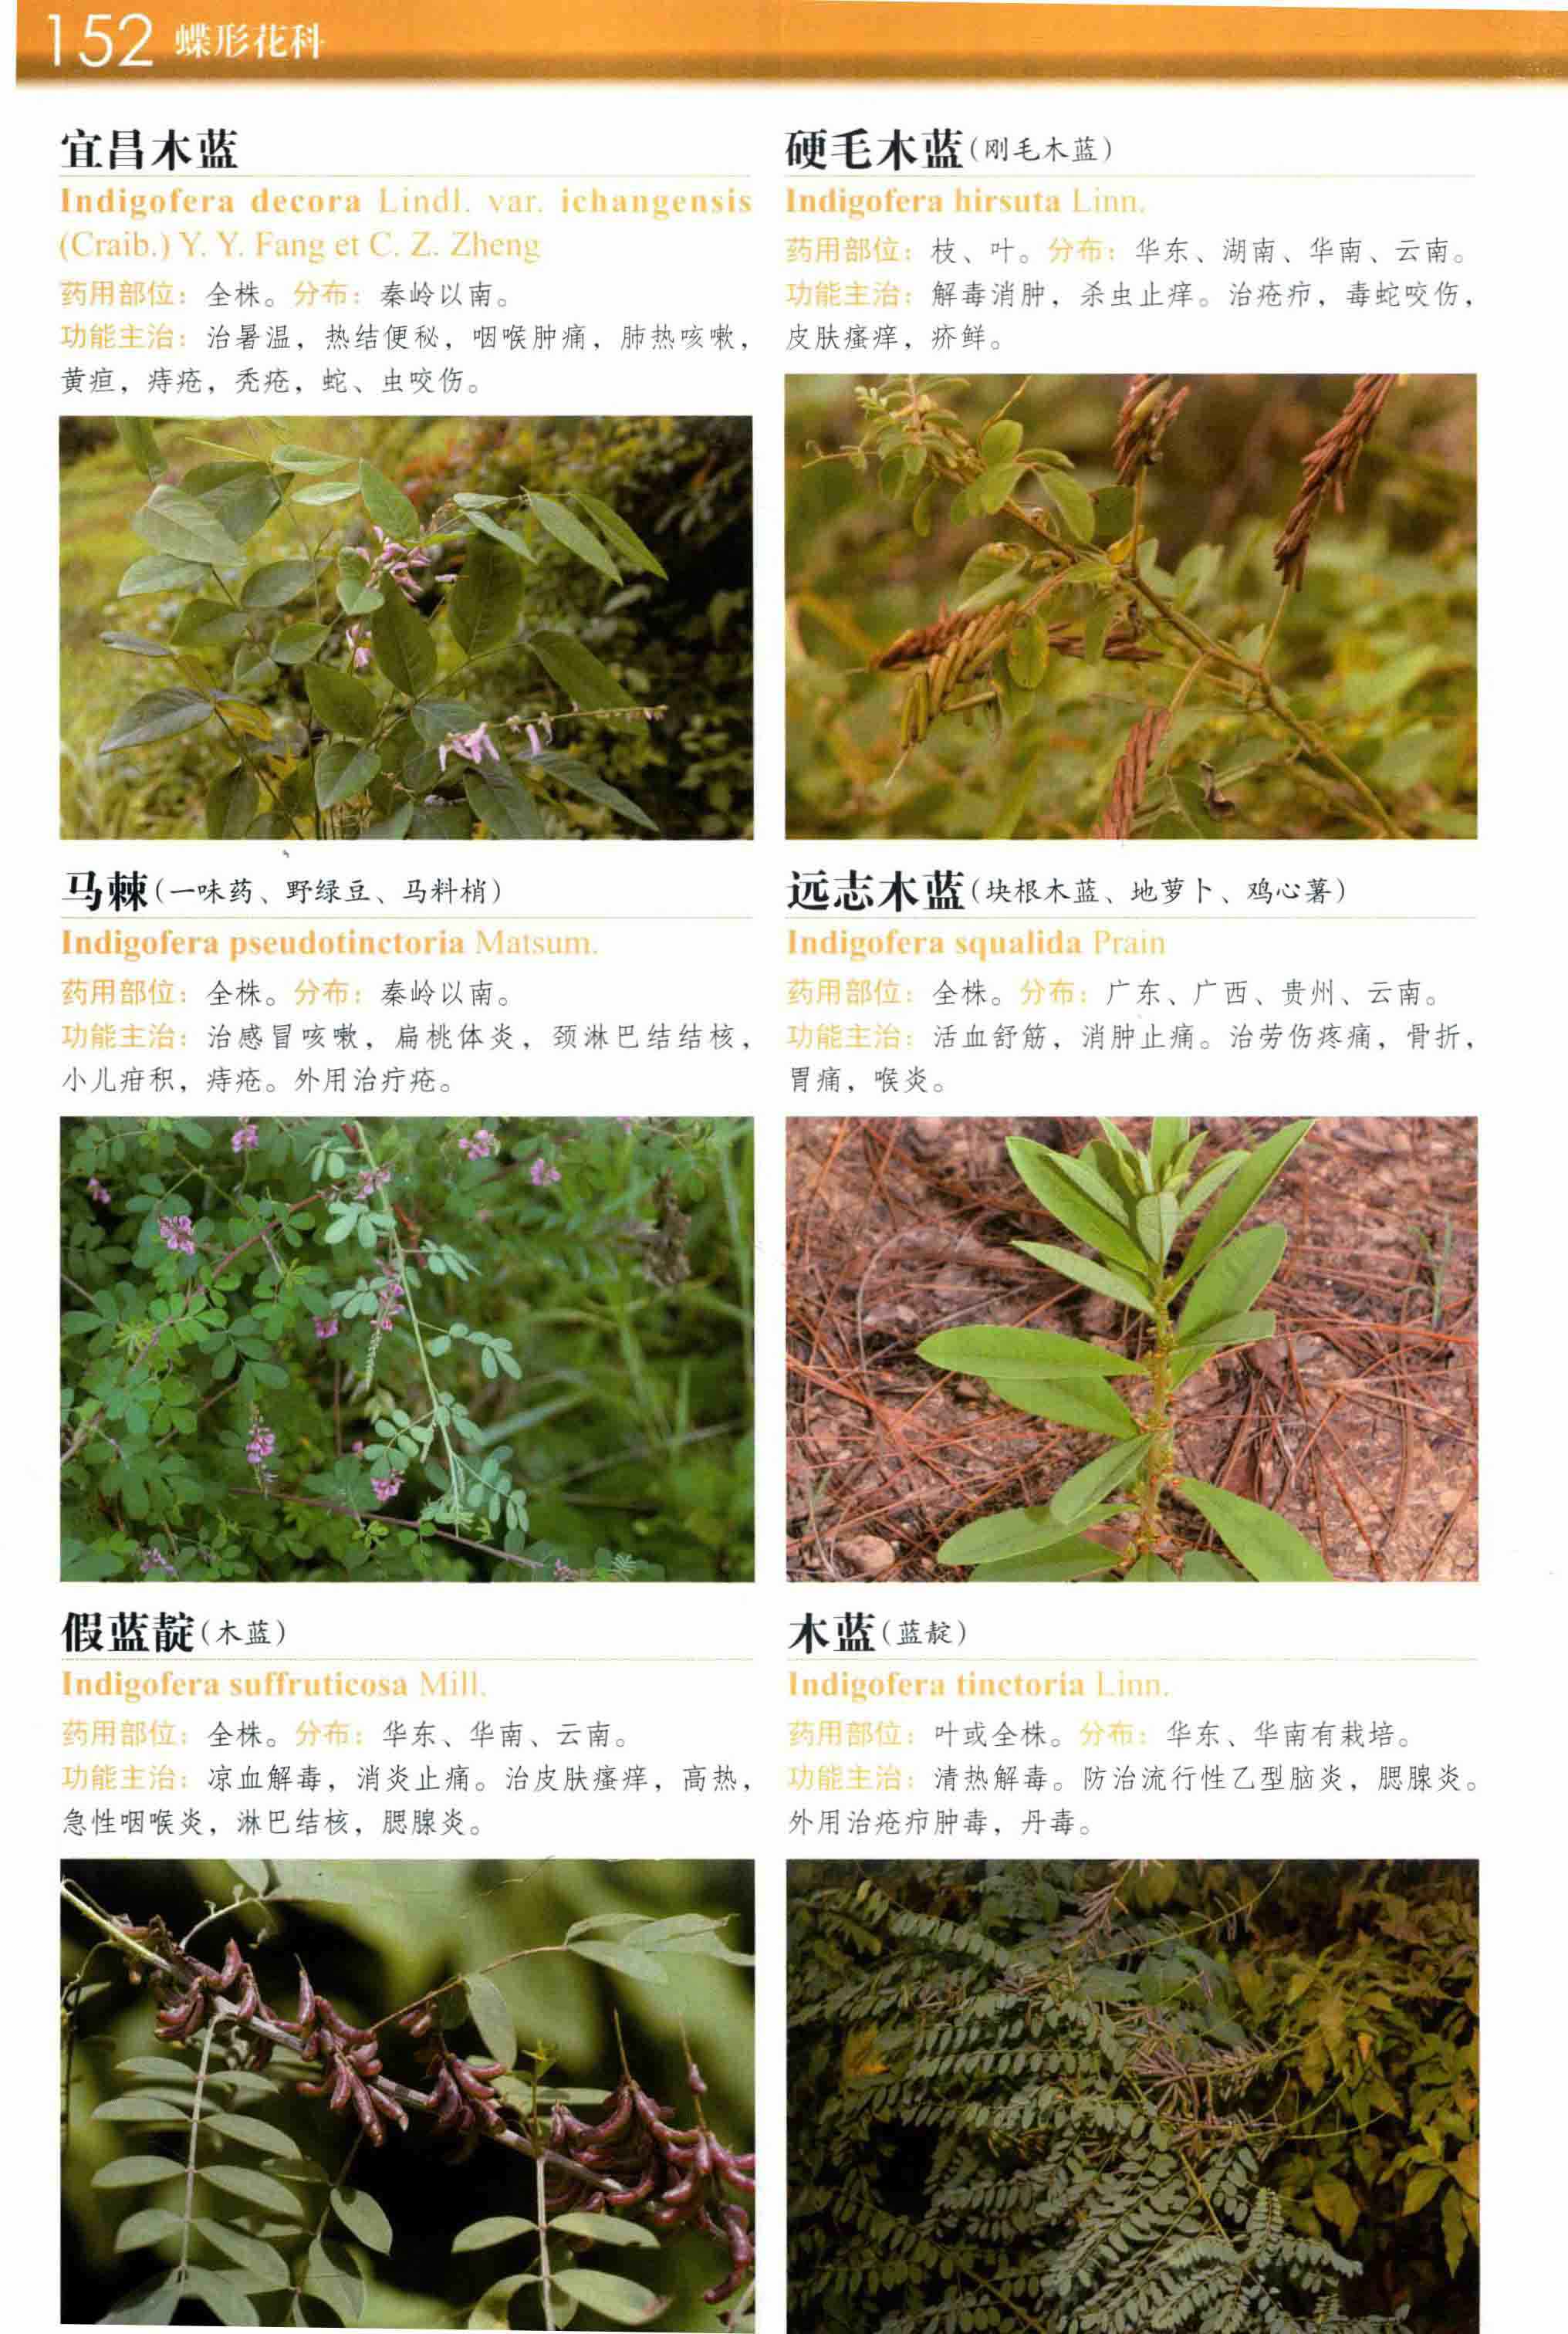 152 蝶形花科
宜昌木蓝
Indigofera decora Lindl. var. ichangensis
(Craib.) Y. Y. Fang et C. Z. Zheng
药用部位：全株。分布：秦岭以南。
功能主治：治暑温，热结便秘，咽喉肿痛，肺热咳嗽，
黄疸，痔疮，秃疮，蛇、虫咬伤。
硬毛木蓝(刚毛木蓝)
Indigofera hirsuta Linn.
药用部位：枝、叶。分布：华东、湖南、华南、云南。
功能主治：解毒消肿，杀虫止痒。治疮疖，毒蛇咬伤，
皮肤瘙痒，疥鲜。
马棘(一味药、野绿豆、马料梢)
Indigofera pseudotinctoria Matsum.
药用部位：全株。分布：秦岭以南。
功能主治：治感冒咳嗽，扁桃体炎，颈淋巴结结核，
小儿疳积，痔疮。外用治疔疮。
远志木蓝(块根木蓝、地萝卜、鸡心薯)
Indigofera squalida Prain
药用部位：全株。分布：广东、广西、贵州、云南。
功能主治：活血舒筋，消肿止痛。治劳伤疼痛，骨折，
胃痛，喉炎。
假蓝靛(木蓝)
Indigofera suffruticosa Mill.
药用部位：全株。分布：华东、华南、云南。
功能主治：凉血解毒，消炎止痛。治皮肤瘙痒，高热，
急性咽喉炎，淋巴结核，腮腺炎。
木蓝(蓝靛)
Indigofera tinctoria Linn.
药用部位：叶或全株。分布：华东、华南有栽培。
功能主治：清热解毒。防治流行性乙型脑炎，腮腺炎。
外用治疮疖肿毒，丹毒。